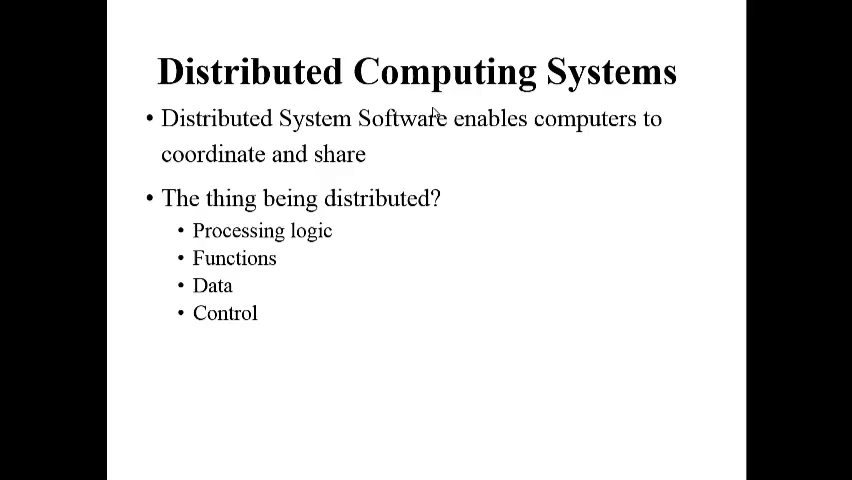 Distributed Computing Systems
• Distributed System Software enables computers to
coordinate and share
• The thing being distributed?
• Processing logic
• Functions
• Data
• Control